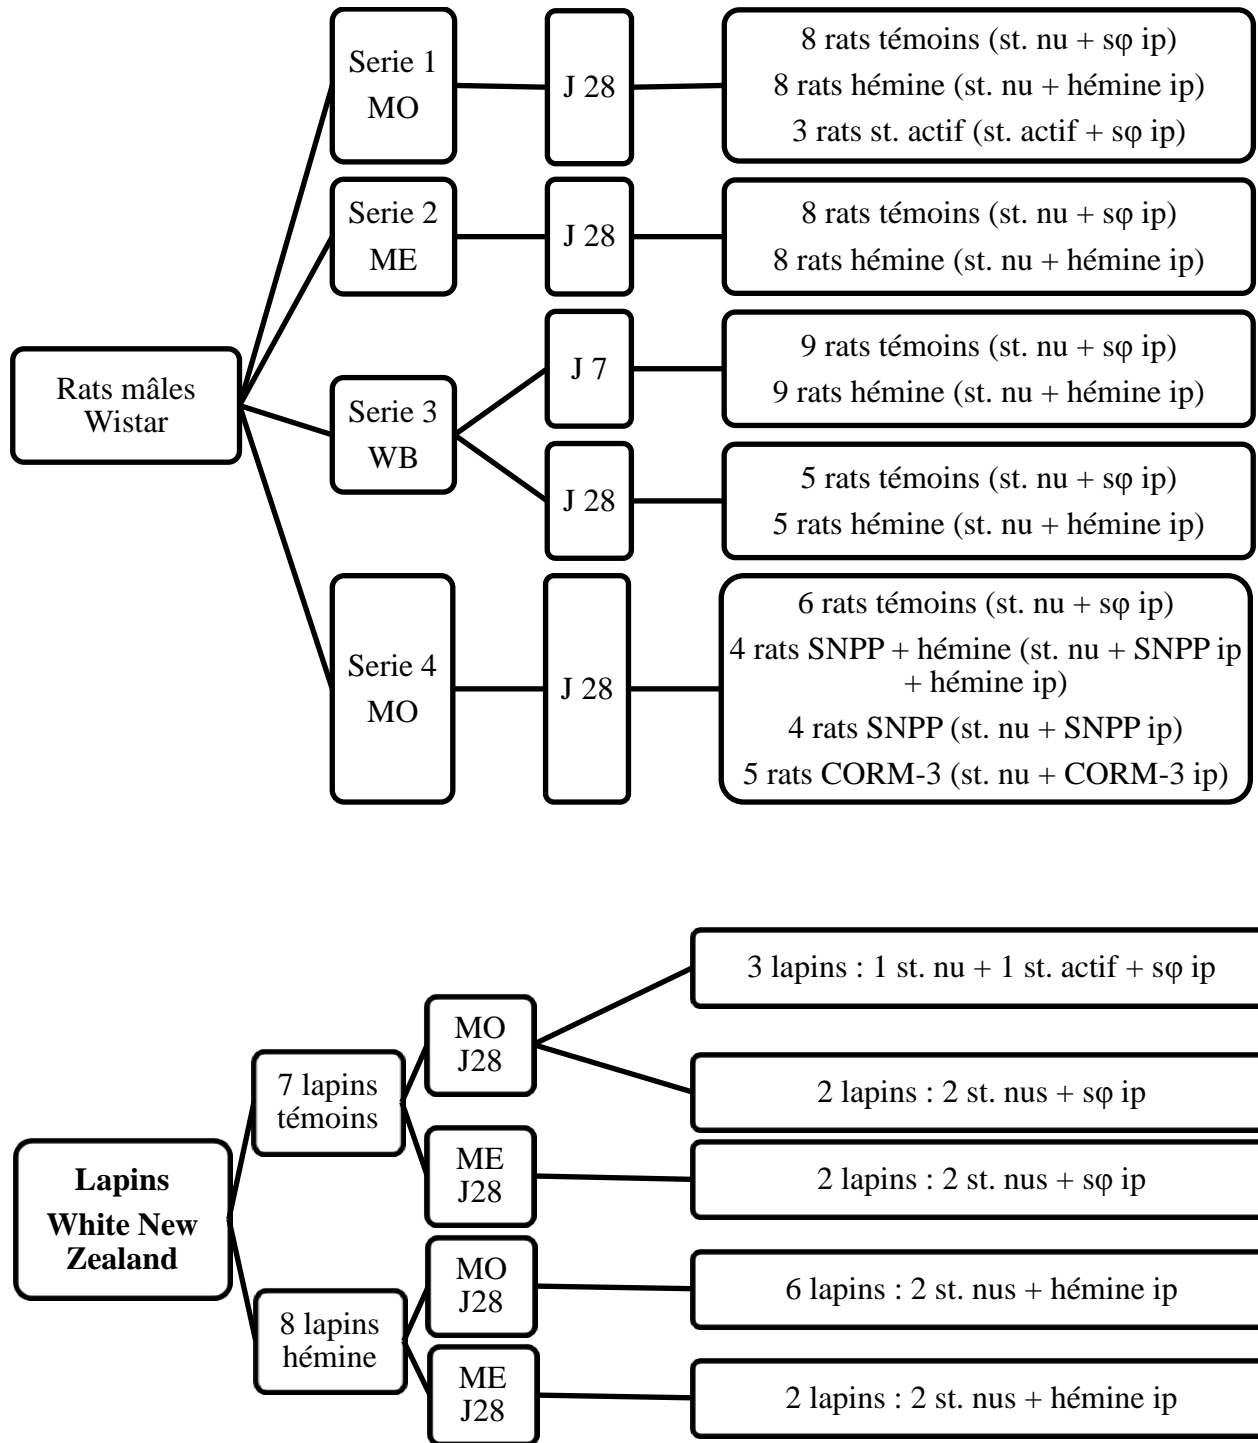 Rats mâles
Wistar
Serie 1
MO
J 28
8 rats témoins (st. nu + sφ ip)
8 rats hémine (st. nu + hémine ip)
3 rats st. actif (st. actif + sφ ip)
Serie 2
ME
J 28
8 rats témoins (st. nu + sφ ip)
8 rats hémine (st. nu + hémine ip)
Serie 3
WB
J 7
9 rats témoins (st. nu + sφ ip)
9 rats hémine (st. nu + hémine ip)
J 28
5 rats témoins (st. nu + sφ ip)
5 rats hémine (st. nu + hémine ip)
Serie 4
MO
J 28
6 rats témoins (st. nu + sφ ip)
4 rats SNPP + hémine (st. nu + SNPP ip
+ hémine ip)
4 rats SNPP (st. nu + SNPP ip)
5 rats CORM-3 (st. nu + CORM-3 ip)
Lapins
White New
Zealand
7 lapins
témoins
MO
J28
3 lapins : 1 st. nu + 1 st. actif + sφ ip
2 lapins : 2 st. nus + sφ ip
ME
J28
2 lapins : 2 st. nus + sφ ip
8 lapins
hémine
MO
J28
6 lapins : 2 st. nus + hémine ip
ME
J28
2 lapins : 2 st. nus + hémine ip